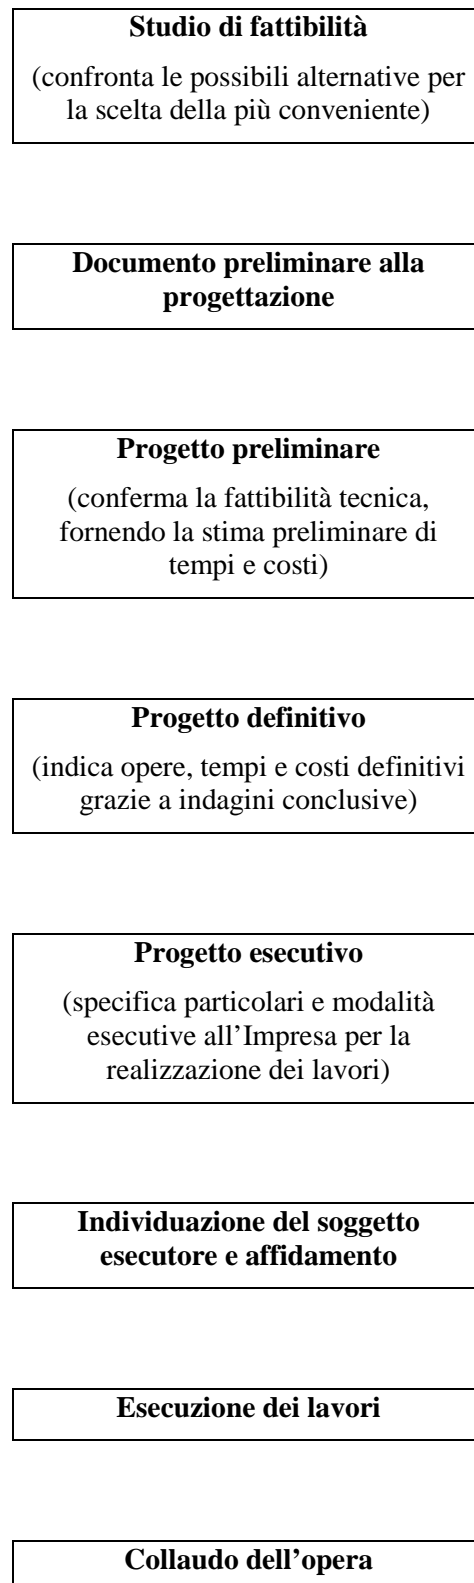 Studio di fattibilità
(confronta le possibili alternative per
la scelta della più conveniente)
Documento preliminare alla
progettazione
Progetto preliminare
(conferma la fattibilità tecnica,
fornendo la stima preliminare di
tempi e costi)
Progetto definitivo
(indica opere, tempi e costi definitivi
grazie a indagini conclusive)
Progetto esecutivo
(specifica particolari e modalità
esecutive all’Impresa per la
realizzazione dei lavori)
Individuazione del soggetto
esecutore e affidamento
Esecuzione dei lavori
Collaudo dell’opera